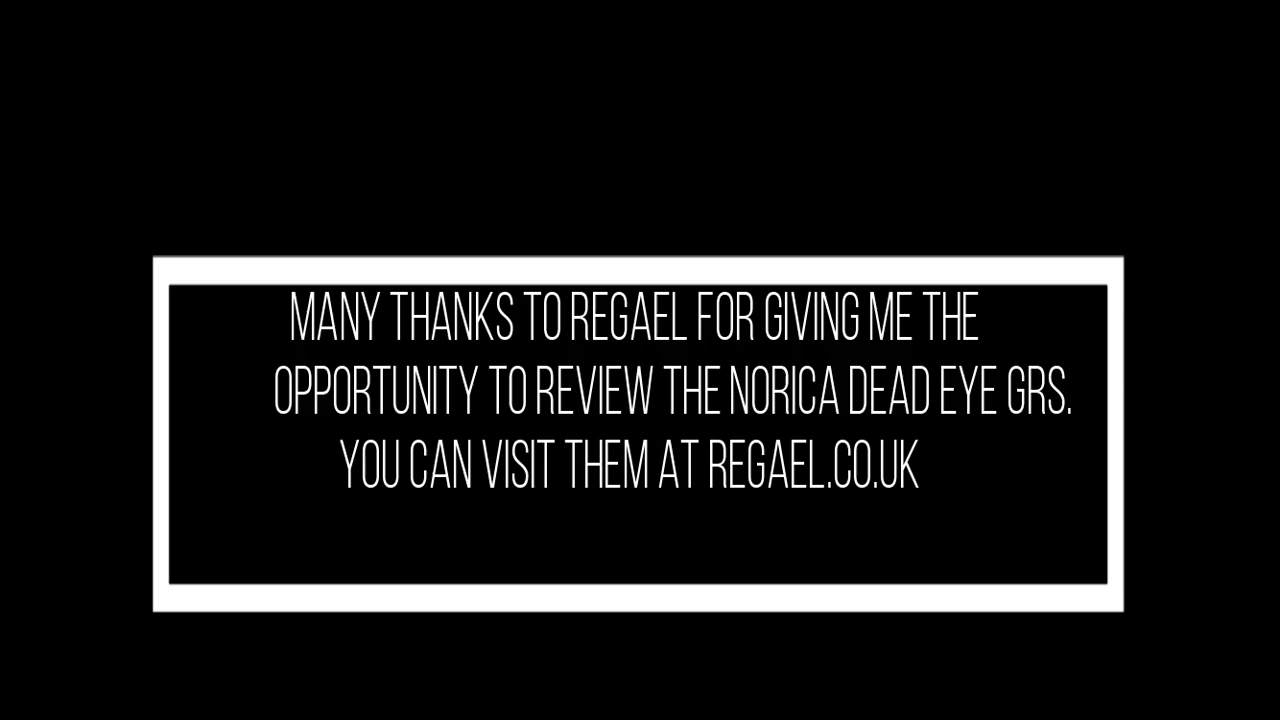 MANY THANKS TO REGAEL FOR GIVING ME THE
OPPORTUNITY TO REVIEW THE NORICA DEAD EYE GRS.
YOU CAN VISIT THEM AT REGAEL.CO.UK